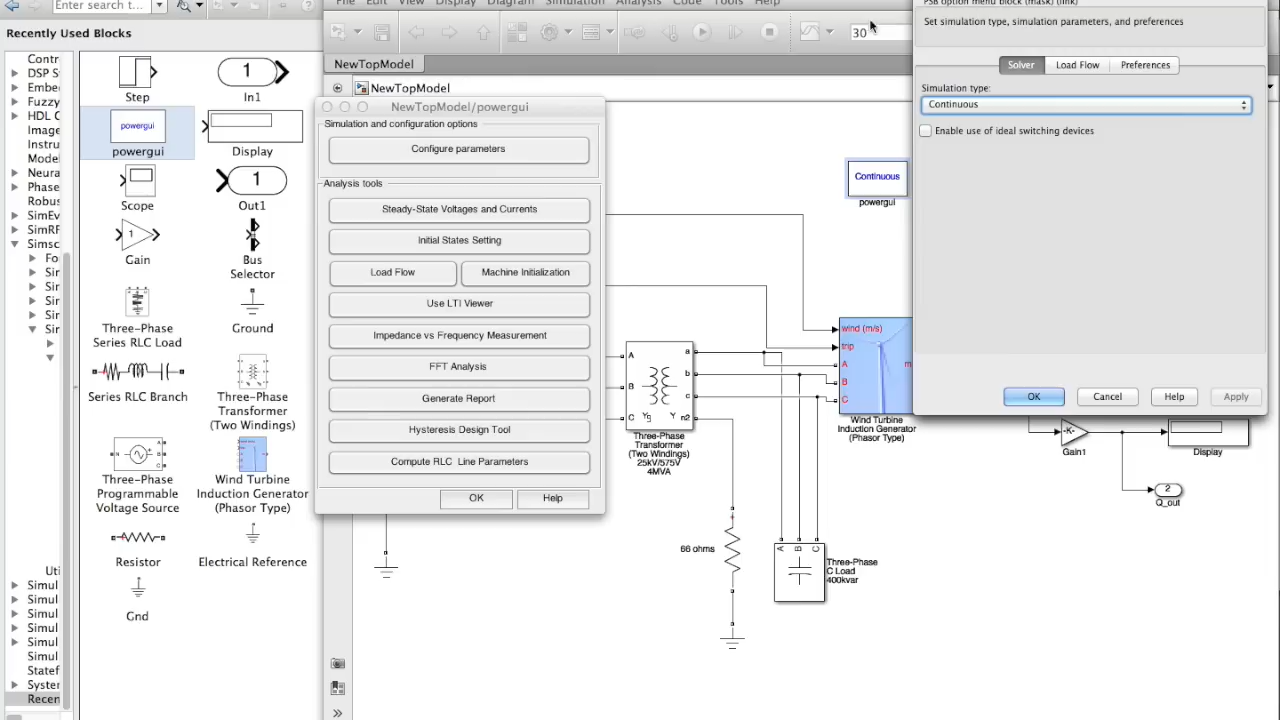 Enter search t...
Recently Used Blocks
Contr
DSP S
Embe
Fuzzy
HDL C
Image
Instru
Model
Neura
Phase
Robus
SimEv
SimRF
Simsc
Fo
Sir
Sir
Sir
Sir
Sir
Uti
Simul
Simul
Simul
Simul
Simul
Simul
Statef
Syster
Recen
Step
1
In1
powergui
powergui
Display
Scope
1
Out1
1
Gain
Bus
Selector
Three-Phase
Series RLC Load
Ground
Series RLC Branch
Three-Phase
Transformer
(Two Windings)
Three-Phase
Programmable
Voltage Source
Wind Turbine
Induction Generator
(Phasor Type)
Resistor
Electrical Reference
Gnd
File Edit View Display Diagram Simulation Analysis Code Tools Help
30
NewTopModel
NewTopModel
NewTopModel/powergui
Simulation and configuration options
Configure parameters
Analysis tools
Steady-State Voltages and Currents
Initial States Setting
Load Flow
Machine Initialization
Use LTI Viewer
Impedance vs Frequency Measurement
FFT Analysis
Generate Report
Hysteresis Design Tool
Compute RLC Line Parameters
OK
Help
Continuous
powergui
A
B
C
a
b
c
n2
Yg
Y
Three-Phase
Transformer
(Two Windings)
25kV/575V
4MVA
wind (m/s)
trip
A
B
C
m
Wind Turbine
Induction Generator
(Phasor Type)
66 ohms
A
B
C
Three-Phase
C Load
400kvar
-K-
Gain1
Display
2
Q_out
PSB option menu block (mask) (link)
Set simulation type, simulation parameters, and preferences
Solver
Load Flow
Preferences
Simulation type:
Continuous
Enable use of ideal switching devices
OK
Cancel
Help
Apply